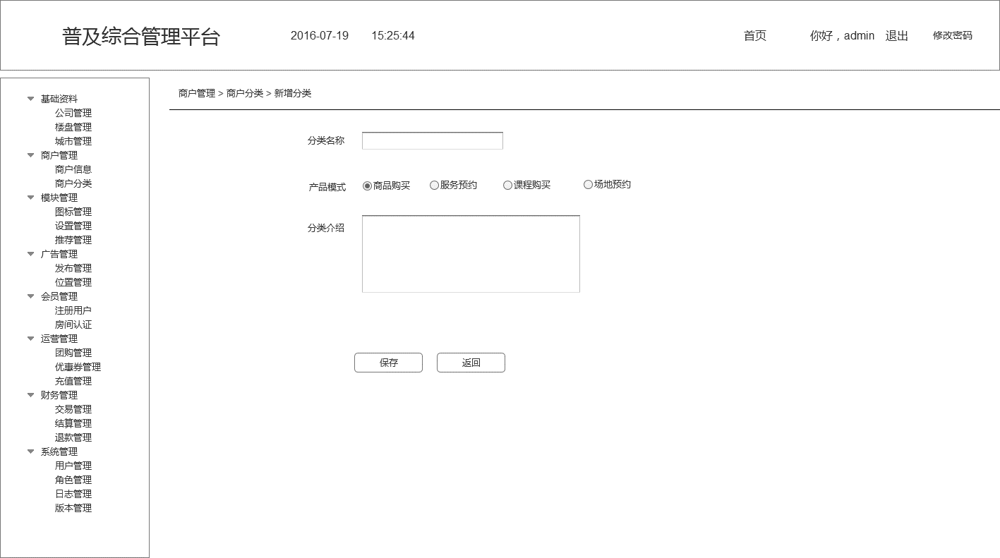 普及综合管理平台 2016-07-19 15:25:44 首页 你好，admin 退出 修改密码
基础资料
公司管理
楼盘管理
城市管理
商户管理
商户信息
商户分类
模块管理
图标管理
设置管理
推荐管理
广告管理
发布管理
位置管理
会员管理
注册用户
房间认证
运营管理
团购管理
优惠券管理
充值管理
财务管理
交易管理
结算管理
退款管理
系统管理
用户管理
角色管理
日志管理
版本管理
商户管理 > 商户分类 > 新增分类
分类名称
产品模式 商品购买 服务预约 课程购买 场地预约
分类介绍
保存 返回